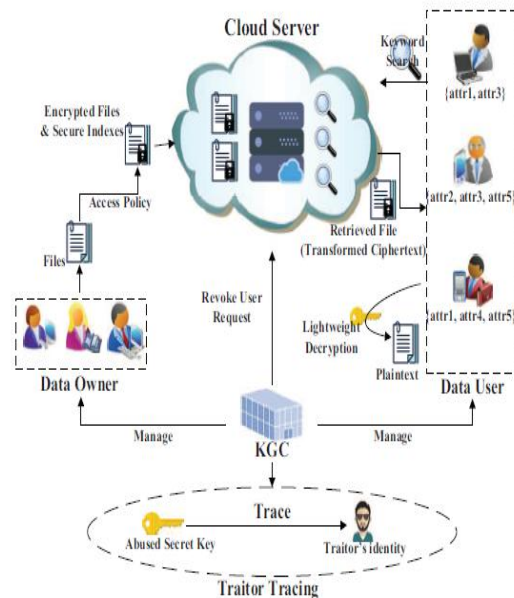 Cloud Server
Keyword
Search
{attr1, attr3}
Encrypted Files
& Secure Indexes
Access Policy
{attr2, attr3, attr5}
Retrieved File
(Transformed Ciphertext)
Files
Revoke User
Request
Lightweight
Decryption
{attr1, attr4, attr5}
Plaintext
Data Owner
Data User
Manage
KGC
Manage
Trace
Abused Secret Key
Traitor's Identity
Traitor Tracing